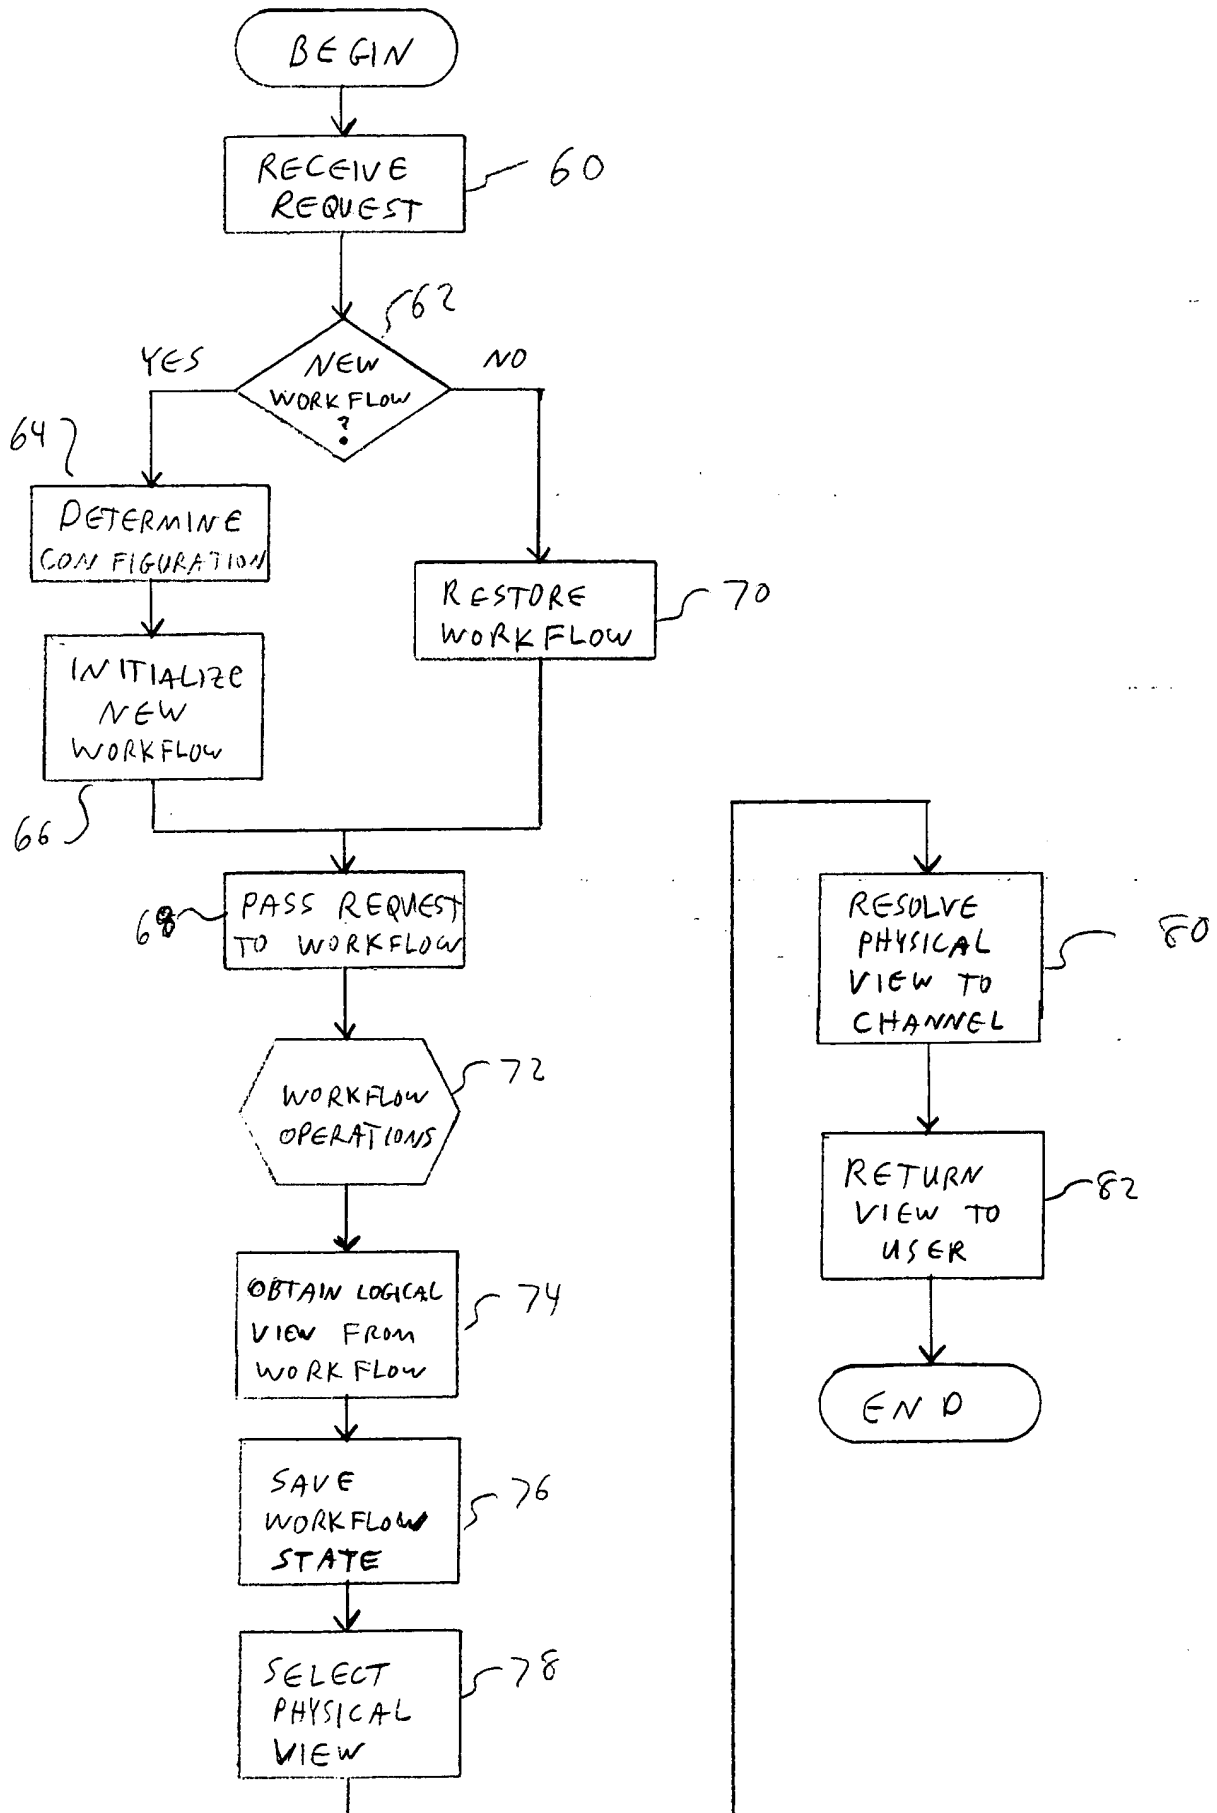 BEGIN
RECEIVE
REQUEST
60
62
YES
NEW
WORKFLOW
?
NO
64
DETERMINE
CONFIGURATION
RESTORE
WORKFLOW
70
INITIALIZE
NEW
WORKFLOW
66
68
PASS REQUEST
TO WORKFLOW
WORKFLOW
OPERATIONS
72
OBTAIN LOGICAL
VIEW FROM
WORKFLOW
74
SAVE
WORKFLOW
STATE
76
SELECT
PHYSICAL
VIEW
78
RESOLVE
PHYSICAL
VIEW TO
CHANNEL
80
RETURN
VIEW TO
USER
82
END